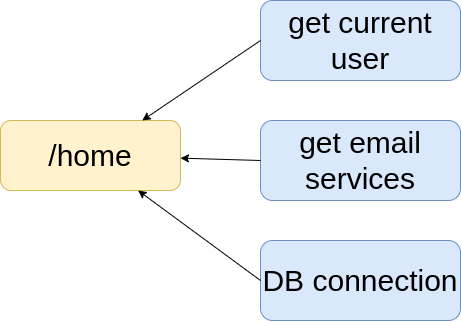 get current
user
/home
get email
services
DB connection